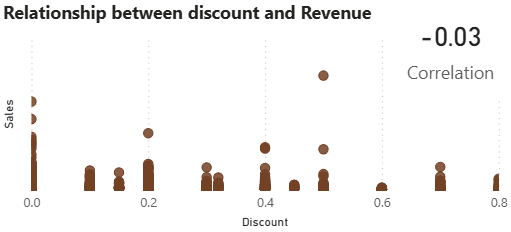 Relationship between discount and Revenue
-0.03
Correlation
Sales
0.0 0.2 0.4 0.6 0.8
Discount